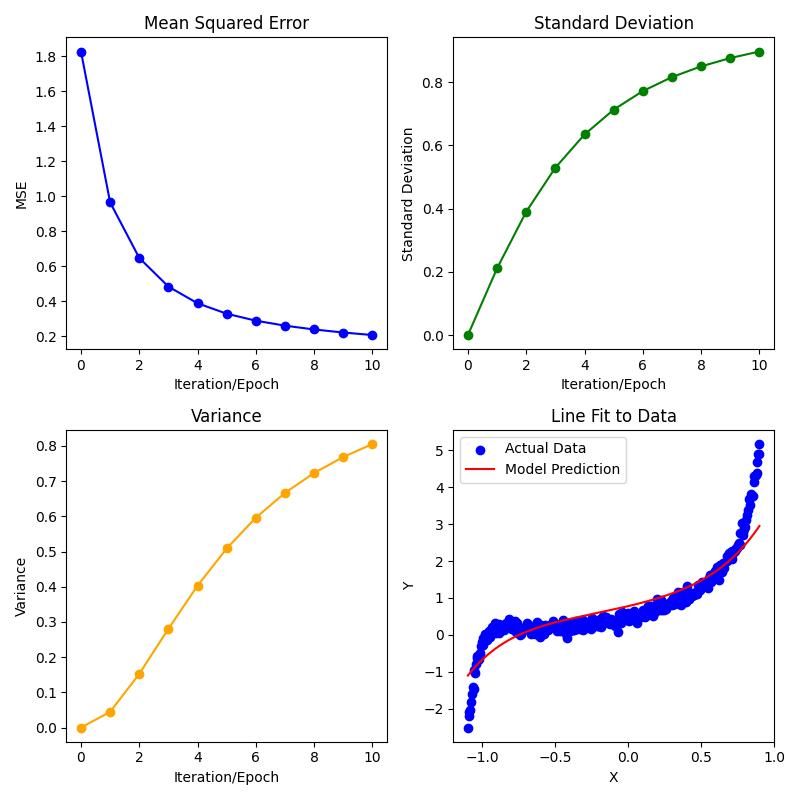 Mean Squared Error
MSE
1.8
1.6
1.4
1.2
1.0
0.8
0.6
0.4
0.2
0 2 4 6 8 10
Iteration/Epoch
Standard Deviation
Standard Deviation
0.8
0.6
0.4
0.2
0.0
0 2 4 6 8 10
Iteration/Epoch
Variance
Variance
0.8
0.7
0.6
0.5
0.4
0.3
0.2
0.1
0.0
0 2 4 6 8 10
Iteration/Epoch
Line Fit to Data
Actual Data
Model Prediction
Y
5
4
3
2
1
0
−1
−2
−1.0 −0.5 0.0 0.5 1.0
X